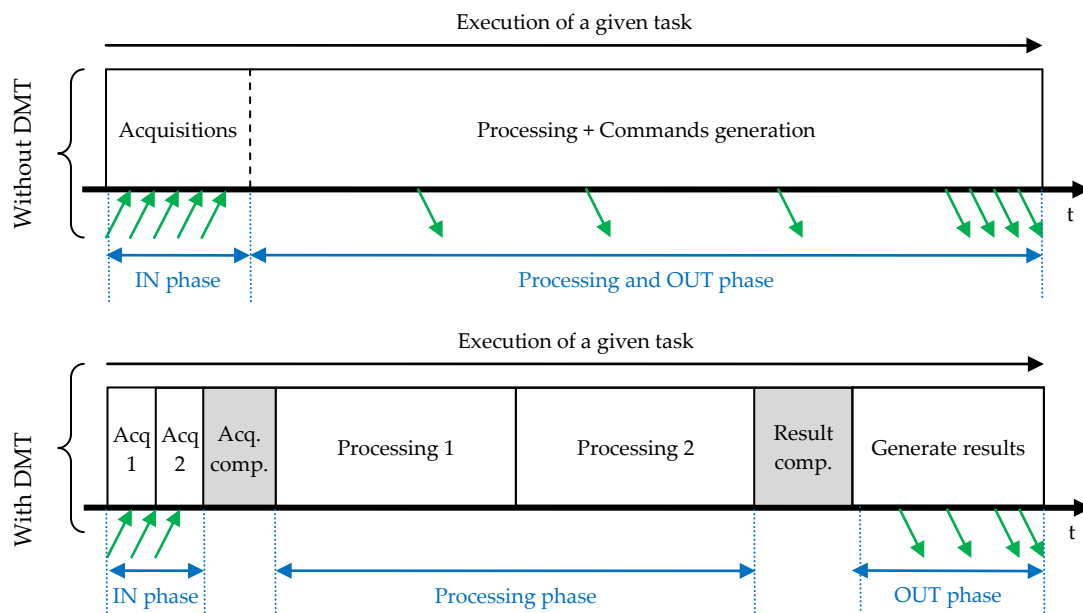 Execution of a given task
Without DMT
Acquisitions
Processing + Commands generation
t
IN phase
Processing and OUT phase
Execution of a given task
With DMT
Acq
1
Acq
2
Acq.
comp.
Processing 1
Processing 2
Result
comp.
Generate results
t
IN phase
Processing phase
OUT phase